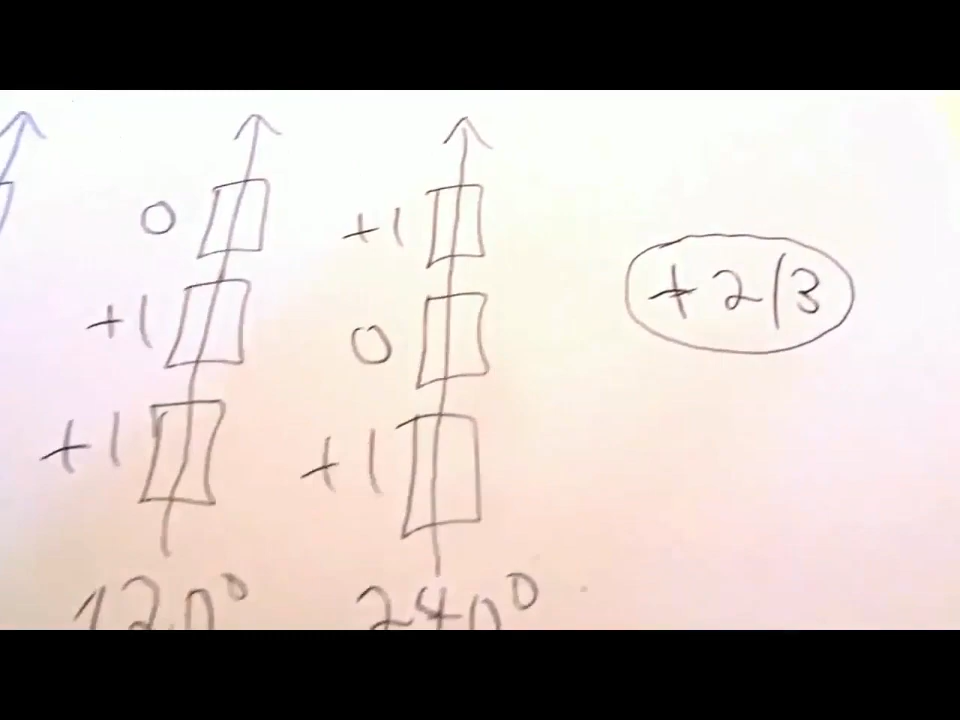 0 +1
+1 0 +2/3
+1 +1
120° 240°